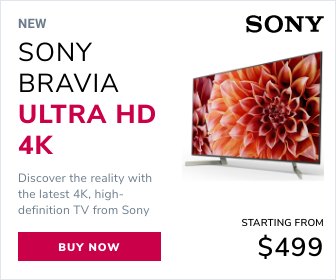 NEW
SONY
BRAVIA
ULTRA HD
4K
Discover the reality with
the latest 4K, high-
definition TV from Sony
BUY NOW
SONY
STARTING FROM
$499